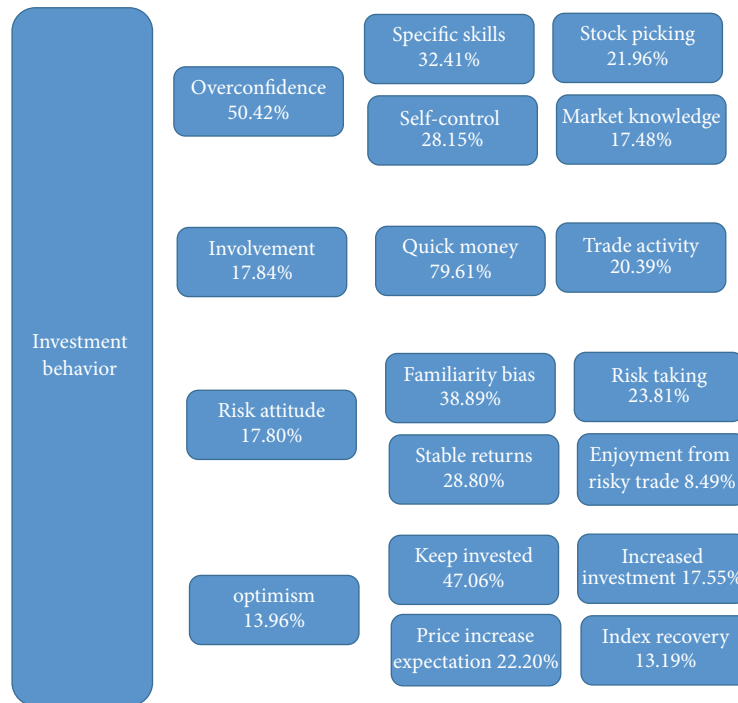 Investment
behavior
Overconfidence
50.42%
Specific skills
32.41%
Stock picking
21.96%
Self-control
28.15%
Market knowledge
17.48%
Involvement
17.84%
Quick money
79.61%
Trade activity
20.39%
Risk attitude
17.80%
Familiarity bias
38.89%
Risk taking
23.81%
Stable returns
28.80%
Enjoyment from
risky trade 8.49%
optimism
13.96%
Keep invested
47.06%
Increased
investment 17.55%
Price increase
expectation 22.20%
Index recovery
13.19%